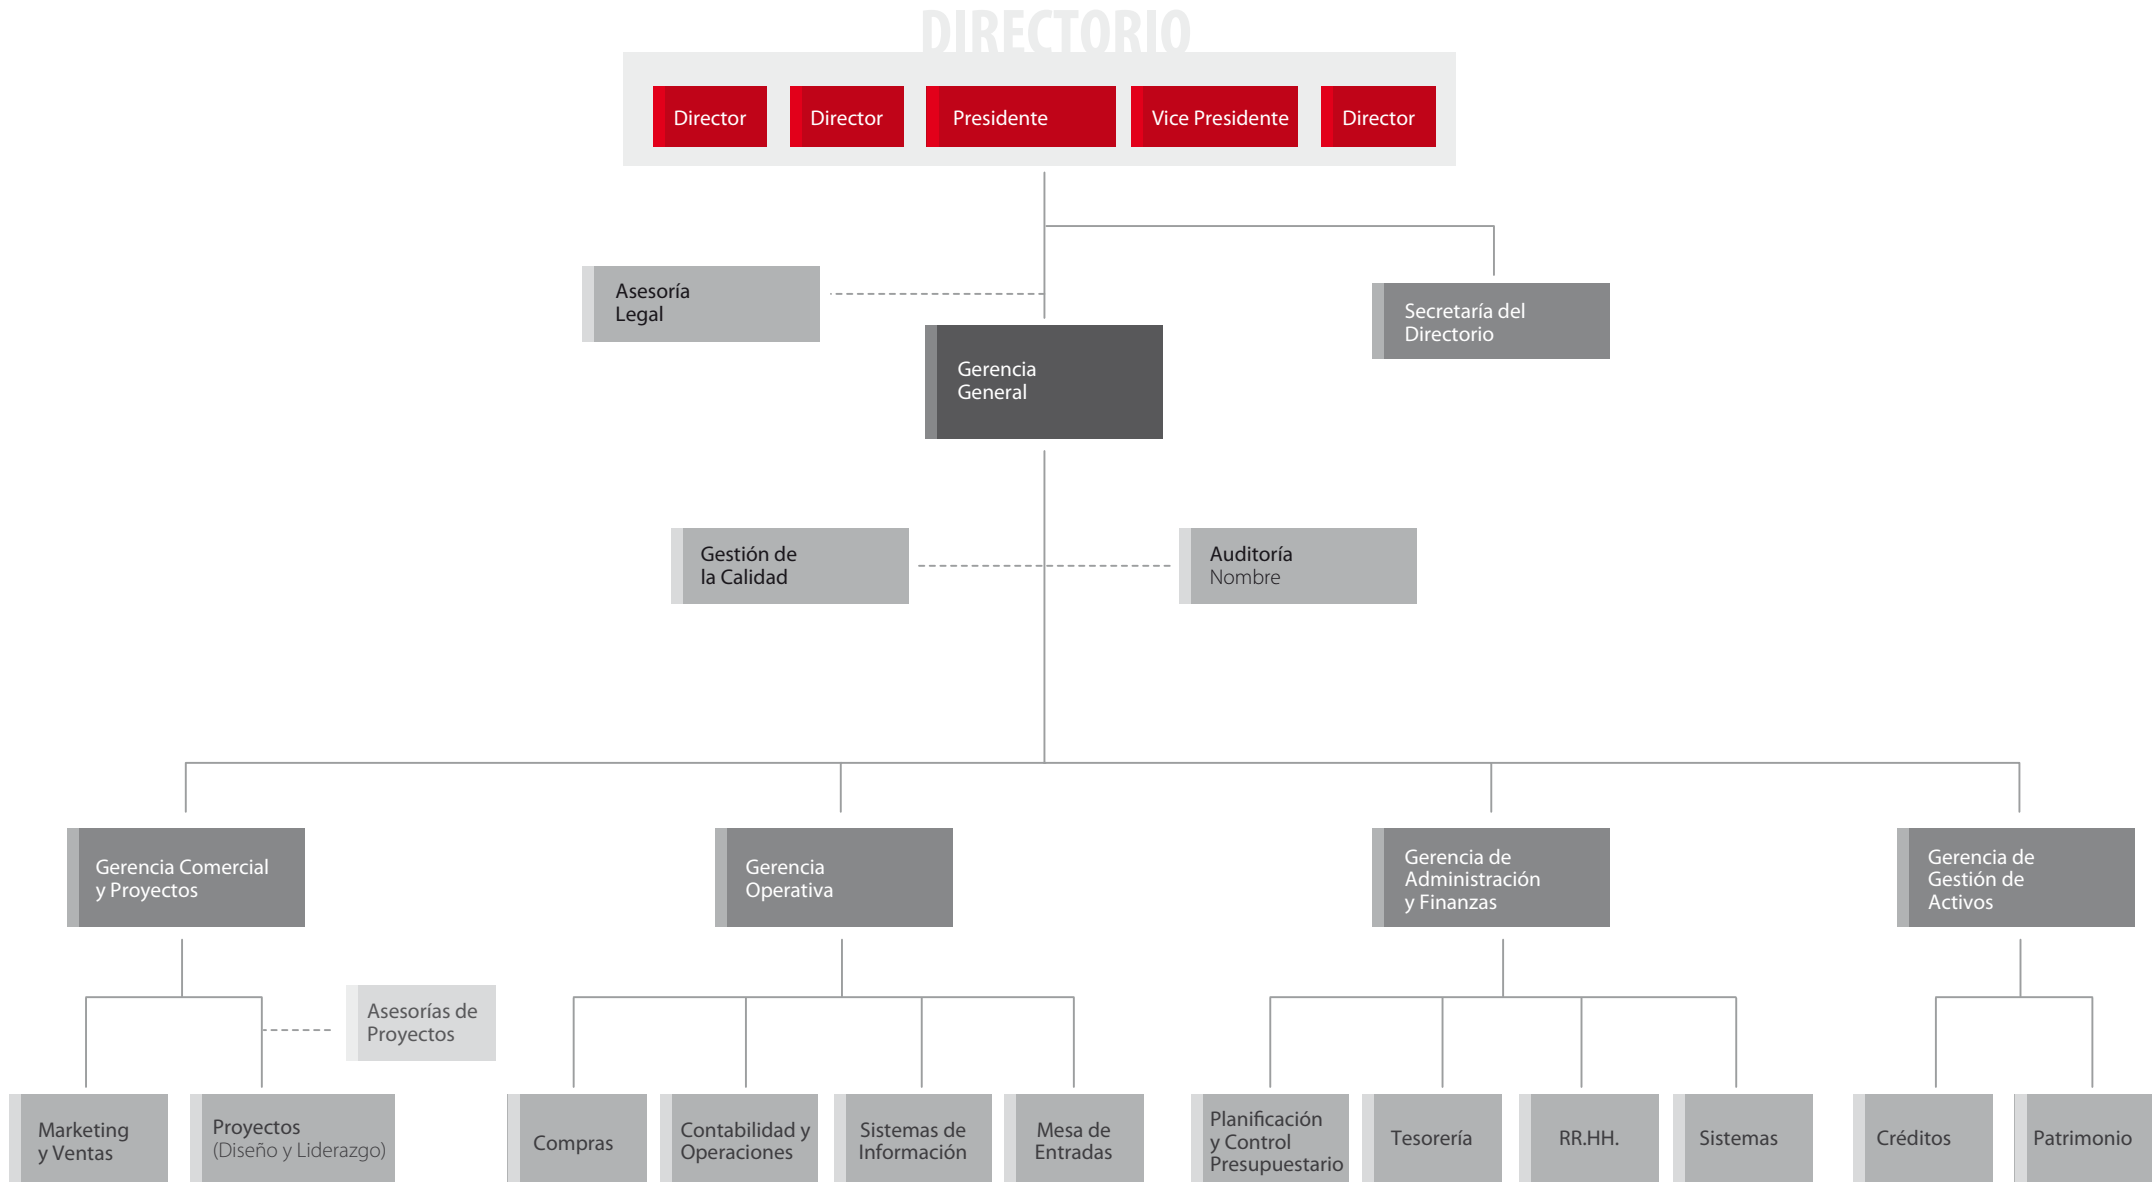 DIRECTORIO
Director
Director
Presidente
Vice Presidente
Director
Asesoría
Legal
Secretaría del
Directorio
Gerencia
General
Gestión de
la Calidad
Auditoría
Nombre
Gerencia Comercial
y Proyectos
Gerencia
Operativa
Gerencia de
Administración
y Finanzas
Gerencia de
Gestión de
Activos
Asesorías de
Proyectos
Marketing
y Ventas
Proyectos
(Diseño y Liderazgo)
Compras
Contabilidad y
Operaciones
Sistemas de
Información
Mesa de
Entradas
Planificación
y Control
Presupuestario
Tesorería
RR.HH.
Sistemas
Créditos
Patrimonio